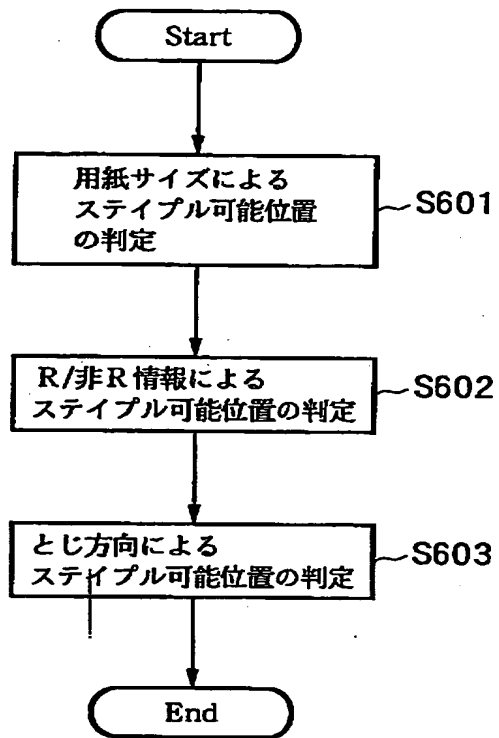 Start
用紙サイズによる
ステイプル可能位置
の判定
S601
R/非R情報による
ステイプル可能位置の判定
S602
とじ方向による
ステイプル可能位置の判定
S603
End